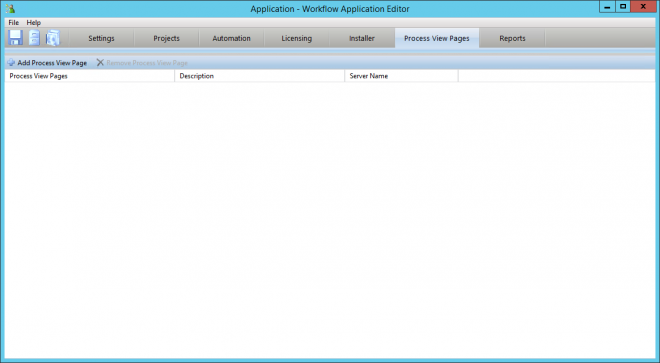 Application - Workflow Application Editor
File Help
Settings Projects Automation Licensing Installer Process View Pages Reports
Add Process View Page Remove Process View Page
Process View Pages Description Server Name